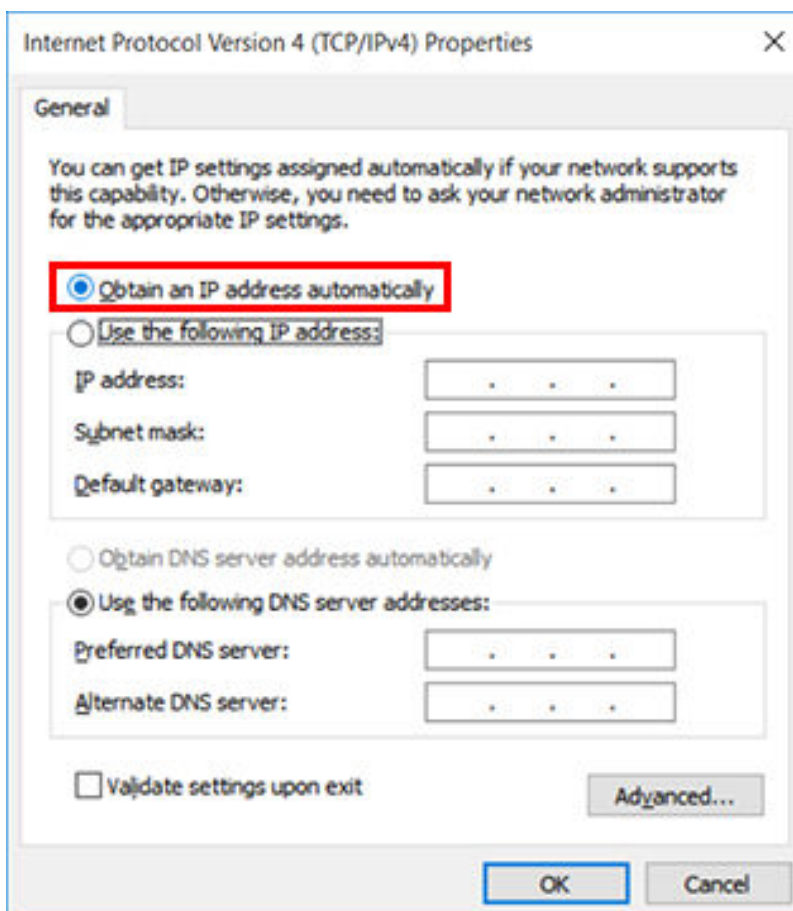 Internet Protocol Version 4 (TCP/IPv4) Properties
General
You can get IP settings assigned automatically if your network supports
this capability. Otherwise, you need to ask your network administrator
for the appropriate IP settings.
Obtain an IP address automatically
Use the following IP address:
IP address:
Subnet mask:
Default gateway:
Obtain DNS server address automatically
Use the following DNS server addresses:
Preferred DNS server:
Alternate DNS server:
Validate settings upon exit
Advanced...
OK Cancel